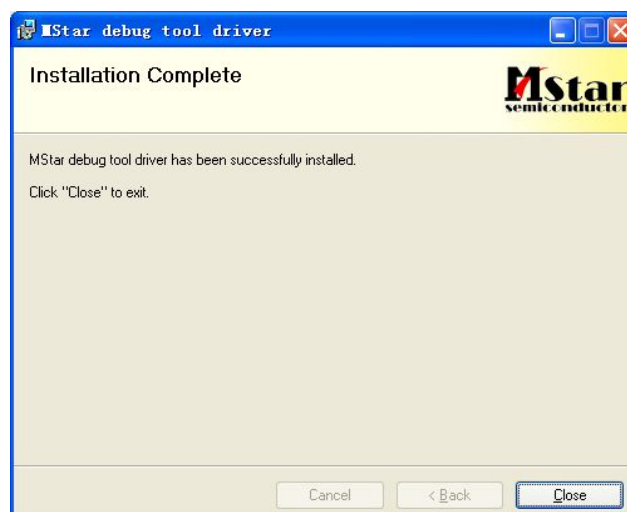 MStar debug tool driver
Installation Complete
MStar
semiconductor
MStar debug tool driver has been successfully installed.
Click "Close" to exit.
Cancel
< Back
Close